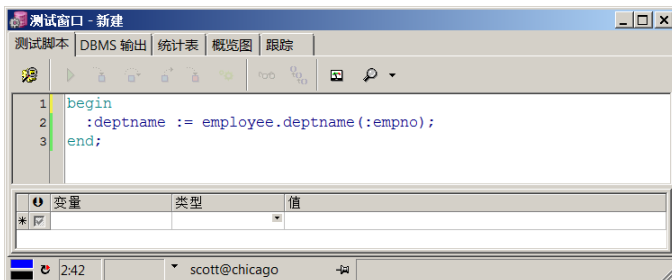 测试窗口 - 新建
测试脚本 DBMS 输出 统计表 概览图 跟踪
1 begin
2 :deptname := employee.deptname(:empno);
3 end;
变量 类型 值
2:42 scott@chicago